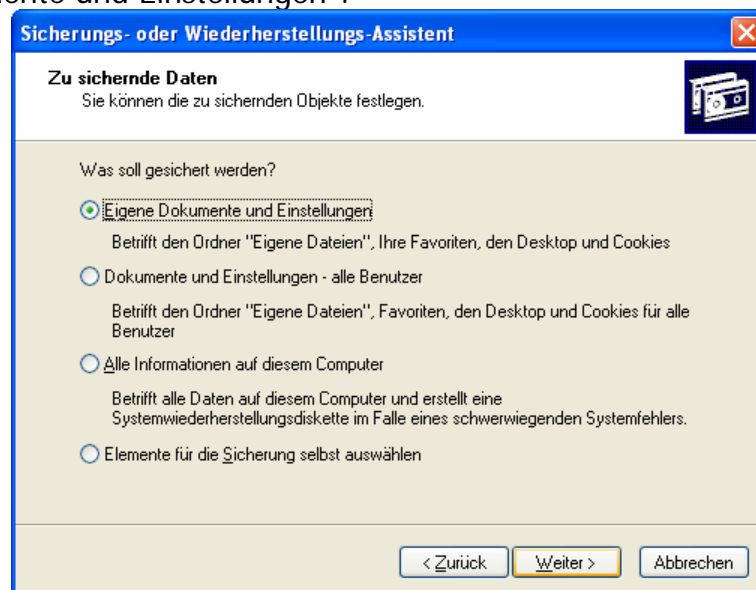 ente und Einstellungen".
Sicherungs- oder Wiederherstellungs-Assistent
Zu sichernde Daten
Sie können die zu sichernden Objekte festlegen.
Was soll gesichert werden?
Eigene Dokumente und Einstellungen
Betrifft den Ordner "Eigene Dateien", Ihre Favoriten, den Desktop und Cookies
Dokumente und Einstellungen - alle Benutzer
Betrifft den Ordner "Eigene Dateien", Favoriten, den Desktop und Cookies für alle
Benutzer
Alle Informationen auf diesem Computer
Betrifft alle Daten auf diesem Computer und erstellt eine
Systemwiederherstellungsdiskette im Falle eines schwerwiegenden Systemfehlers.
Elemente für die Sicherung selbst auswählen
< Zurück Weiter > Abbrechen